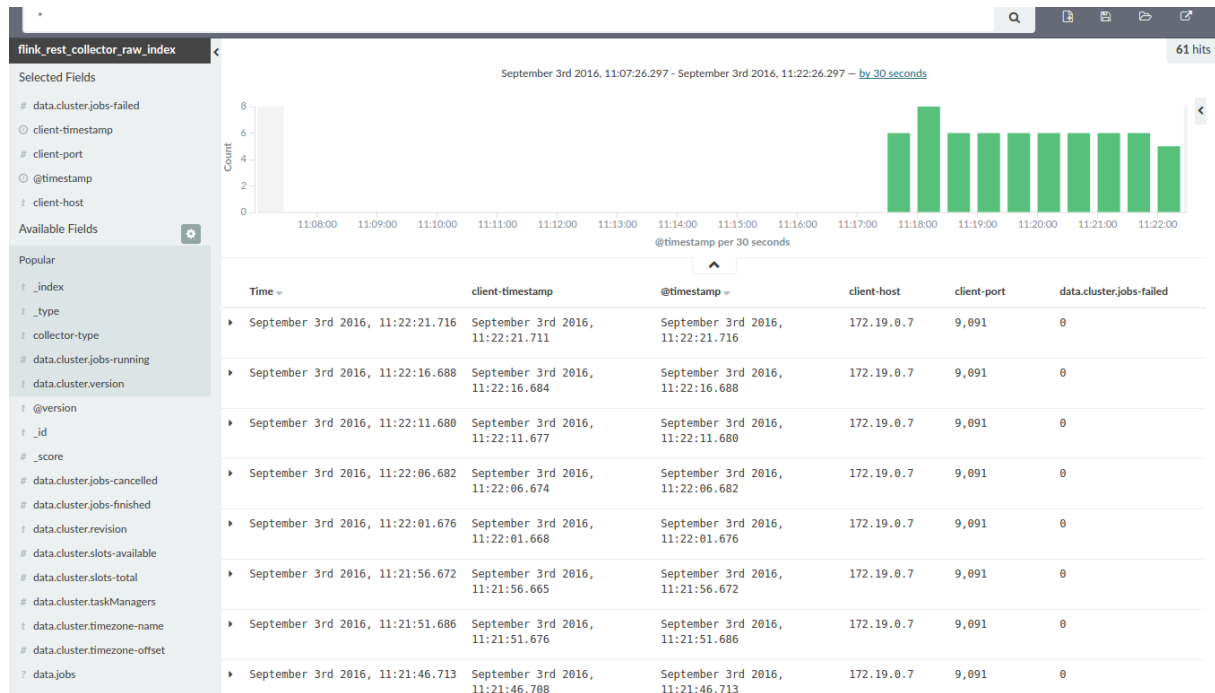 *
flink_rest_collector_raw_index
61 hits
Selected Fields
# data.cluster.jobs-failed
client-timestamp
# client-port
@timestamp
t client-host
Available Fields
Popular
t _index
t _type
t collector-type
# data.cluster.jobs-running
t data.cluster.version
t @version
t _id
# _score
# data.cluster.jobs-cancelled
# data.cluster.jobs-finished
t data.cluster.revision
# data.cluster.slots-available
# data.cluster.slots-total
# data.cluster.taskManagers
t data.cluster.timezone-name
# data.cluster.timezone-offset
? data.jobs
September 3rd 2016, 11:07:26.297 - September 3rd 2016, 11:22:26.297 — by 30 seconds
Count
8
6
4
2
0
11:08:00 11:09:00 11:10:00 11:11:00 11:12:00 11:13:00 11:14:00 11:15:00 11:16:00 11:17:00 11:18:00 11:19:00 11:20:00 11:21:00 11:22:00
@timestamp per 30 seconds
Time client-timestamp @timestamp client-host client-port data.cluster.jobs-failed
September 3rd 2016, 11:22:21.716 September 3rd 2016, September 3rd 2016, 172.19.0.7 9,091 0
11:22:21.711 11:22:21.716
September 3rd 2016, 11:22:16.688 September 3rd 2016, September 3rd 2016, 172.19.0.7 9,091 0
11:22:16.684 11:22:16.688
September 3rd 2016, 11:22:11.680 September 3rd 2016, September 3rd 2016, 172.19.0.7 9,091 0
11:22:11.677 11:22:11.680
September 3rd 2016, 11:22:06.682 September 3rd 2016, September 3rd 2016, 172.19.0.7 9,091 0
11:22:06.674 11:22:06.682
September 3rd 2016, 11:22:01.676 September 3rd 2016, September 3rd 2016, 172.19.0.7 9,091 0
11:22:01.668 11:22:01.676
September 3rd 2016, 11:21:56.672 September 3rd 2016, September 3rd 2016, 172.19.0.7 9,091 0
11:21:56.665 11:21:56.672
September 3rd 2016, 11:21:51.686 September 3rd 2016, September 3rd 2016, 172.19.0.7 9,091 0
11:21:51.676 11:21:51.686
September 3rd 2016, 11:21:46.713 September 3rd 2016, September 3rd 2016, 172.19.0.7 9,091 0
11:21:46.708 11:21:46.713